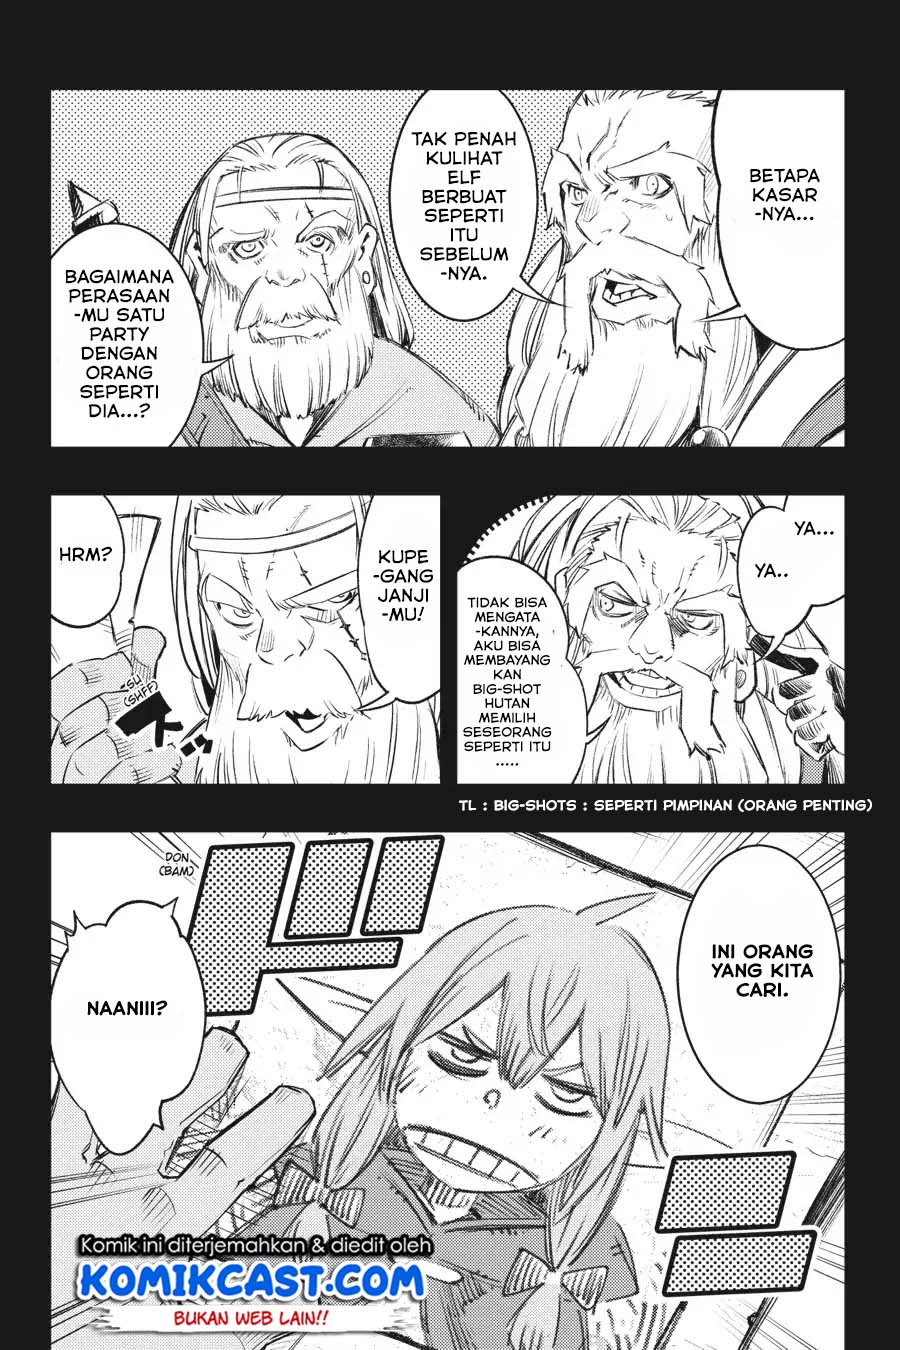 BETAPA
KASAR
-NYA...
TAK PENAH
KULIHAT
ELF
BERBUAT
SEPERTI
ITU
SEBELUM
-NYA.
BAGAIMANA
PERASAAN
-MU SATU
PARTY
DENGAN
ORANG
SEPERTI
DIA...?
YA...
YA..
TIDAK BISA
MENGATA
-KANNYA,
AKU BISA
MEMBAYANG
KAN
BIG-SHOT
HUTAN
MEMILIH
SESEORANG
SEPERTI ITU
.....
KUPE
-GANG
JANJI
-MU!
HRM?
SU
(SHFF)
スッ
TL : BIG-SHOTS : SEPERTI PIMPINAN (ORANG PENTING)
INI ORANG
YANG KITA
CARI.
DON
(BAM)
NAANIII?
Komik ini diterjemahkan & diedit oleh
KOMIKCAST.COM
BUKAN WEB LAIN!!